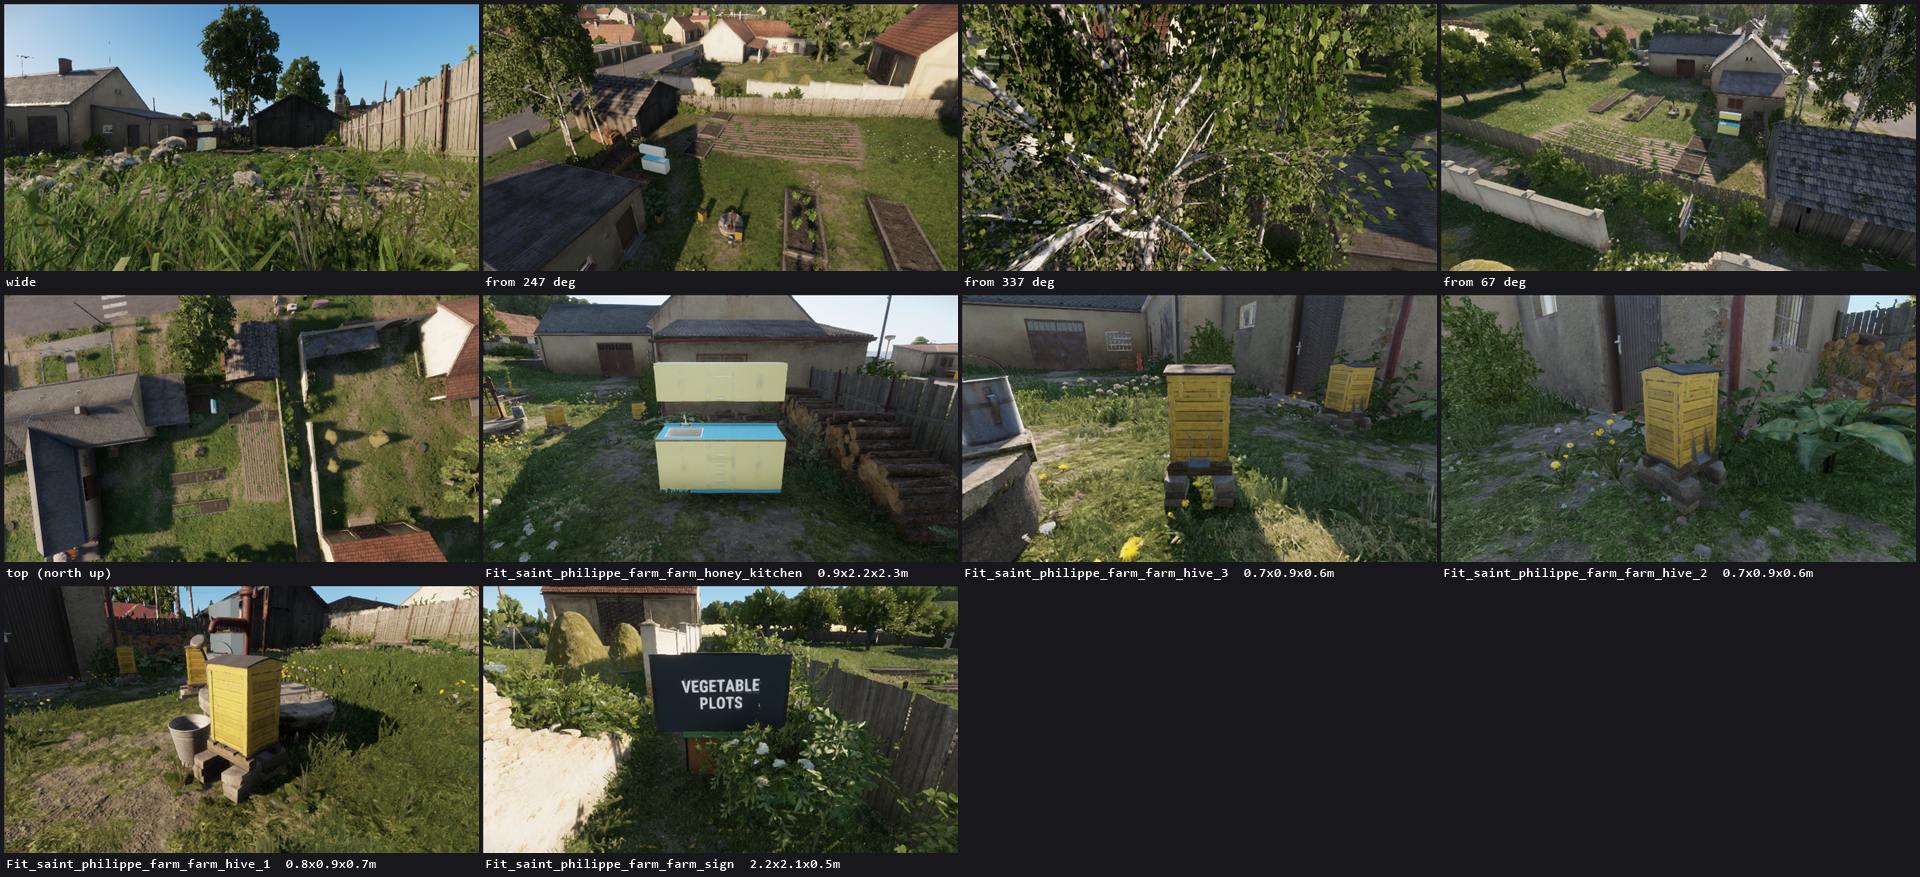 wide
from 247 deg
from 337 deg
from 67 deg
top (north up)
Fit_saint_philippe_farm_farm_honey_kitchen 0.9x2.2x2.3m
Fit_saint_philippe_farm_farm_hive_3 0.7x0.9x0.6m
Fit_saint_philippe_farm_farm_hive_2 0.7x0.9x0.6m
VEGETABLE
PLOTS
Fit_saint_philippe_farm_farm_hive_1 0.8x0.9x0.7m
Fit_saint_philippe_farm_farm_sign 2.2x2.1x0.5m